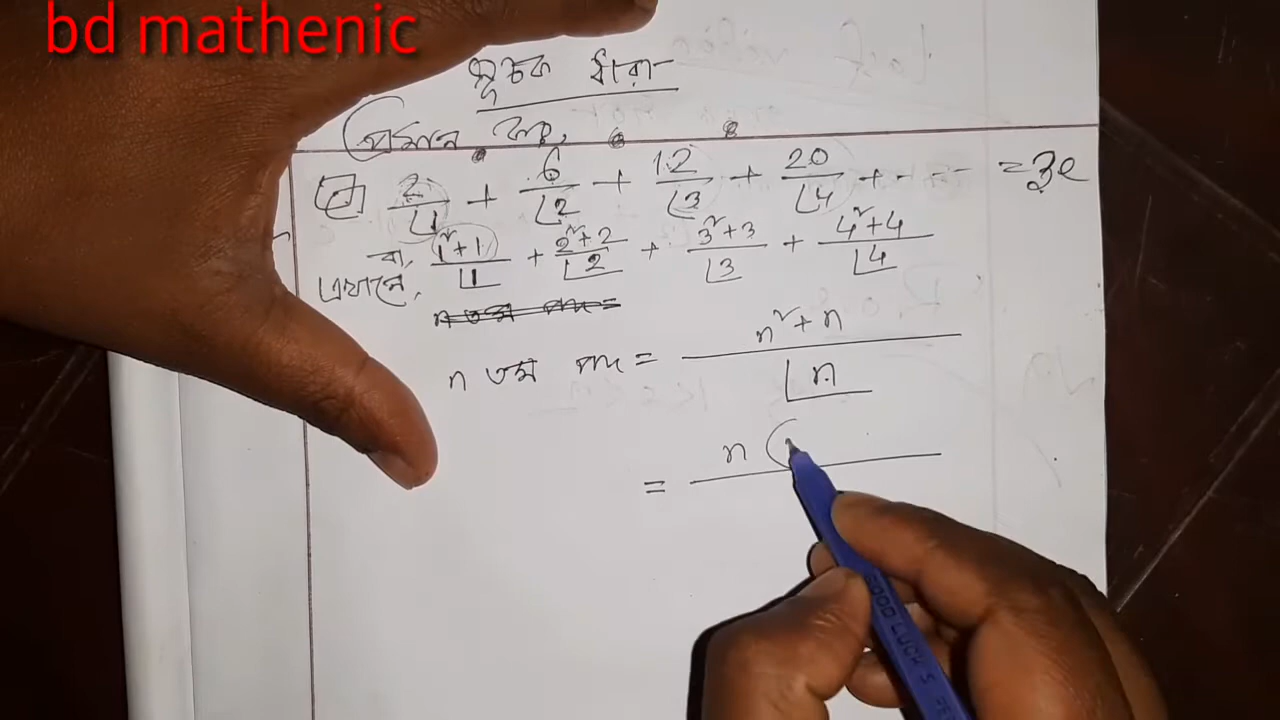 bd mathenic
সূচক ধারা
প্রমাণ কর,
2/⌊1 + 6/⌊2 + 12/⌊3 + 20/⌊4 + - - - = 3e
বা, 1²+1/⌊1 + 2²+2/⌊2 + 3²+3/⌊3 + 4²+4/⌊4
এখানে,
n তম পদ = n²+n/⌊n
= n (